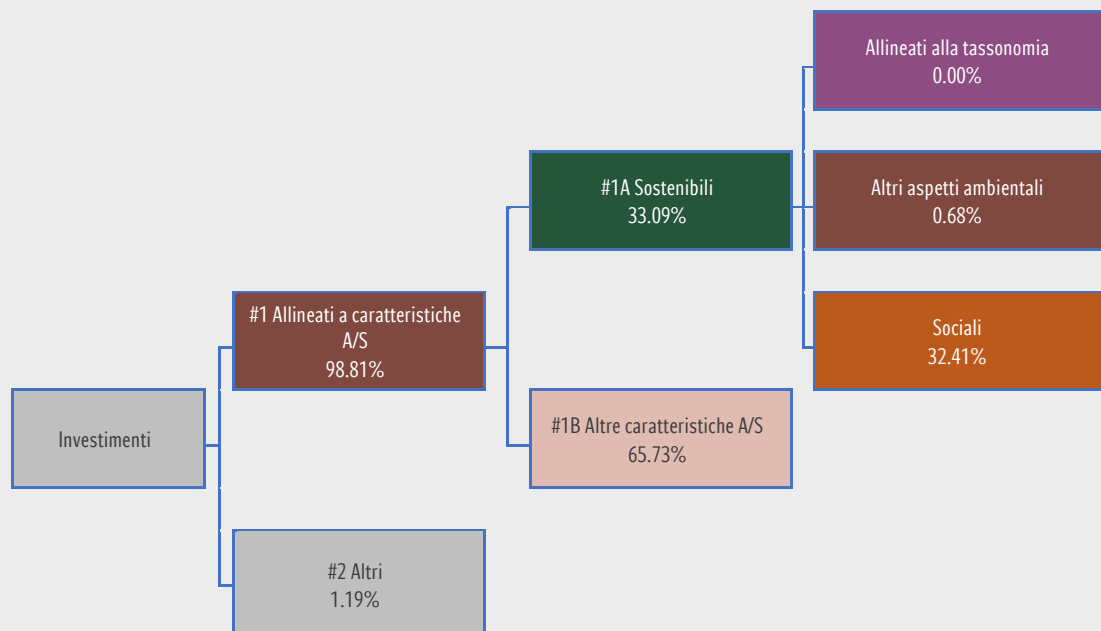 Allineati alla tassonomia
0.00%
#1A Sostenibili
33.09%
Altri aspetti ambientali
0.68%
#1 Allineati a caratteristiche
A/S
98.81%
Sociali
32.41%
Investimenti
#1B Altre caratteristiche A/S
65.73%
#2 Altri
1.19%